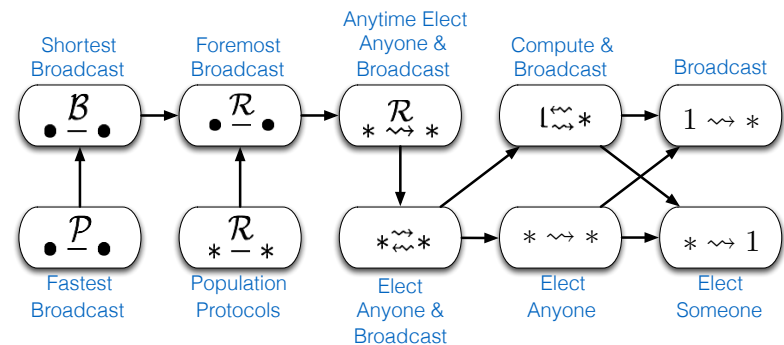 Shortest
Broadcast
Foremost
Broadcast
Anytime Elect
Anyone &
Broadcast
Compute &
Broadcast
Broadcast
ℬ
● — ●
ℛ
● — ●
ℛ
* ⇝ *
1 ⇝ *
𝒫
● — ●
ℛ
* — *
* ⇝ *
* ⇝ 1
Fastest
Broadcast
Population
Protocols
Elect
Anyone &
Broadcast
Elect
Anyone
Elect
Someone